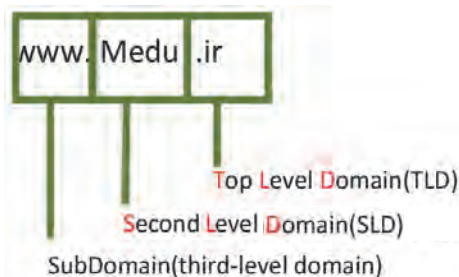 www. Medu .ir
Top Level Domain(TLD)
Second Level Domain(SLD)
SubDomain(third-level domain)